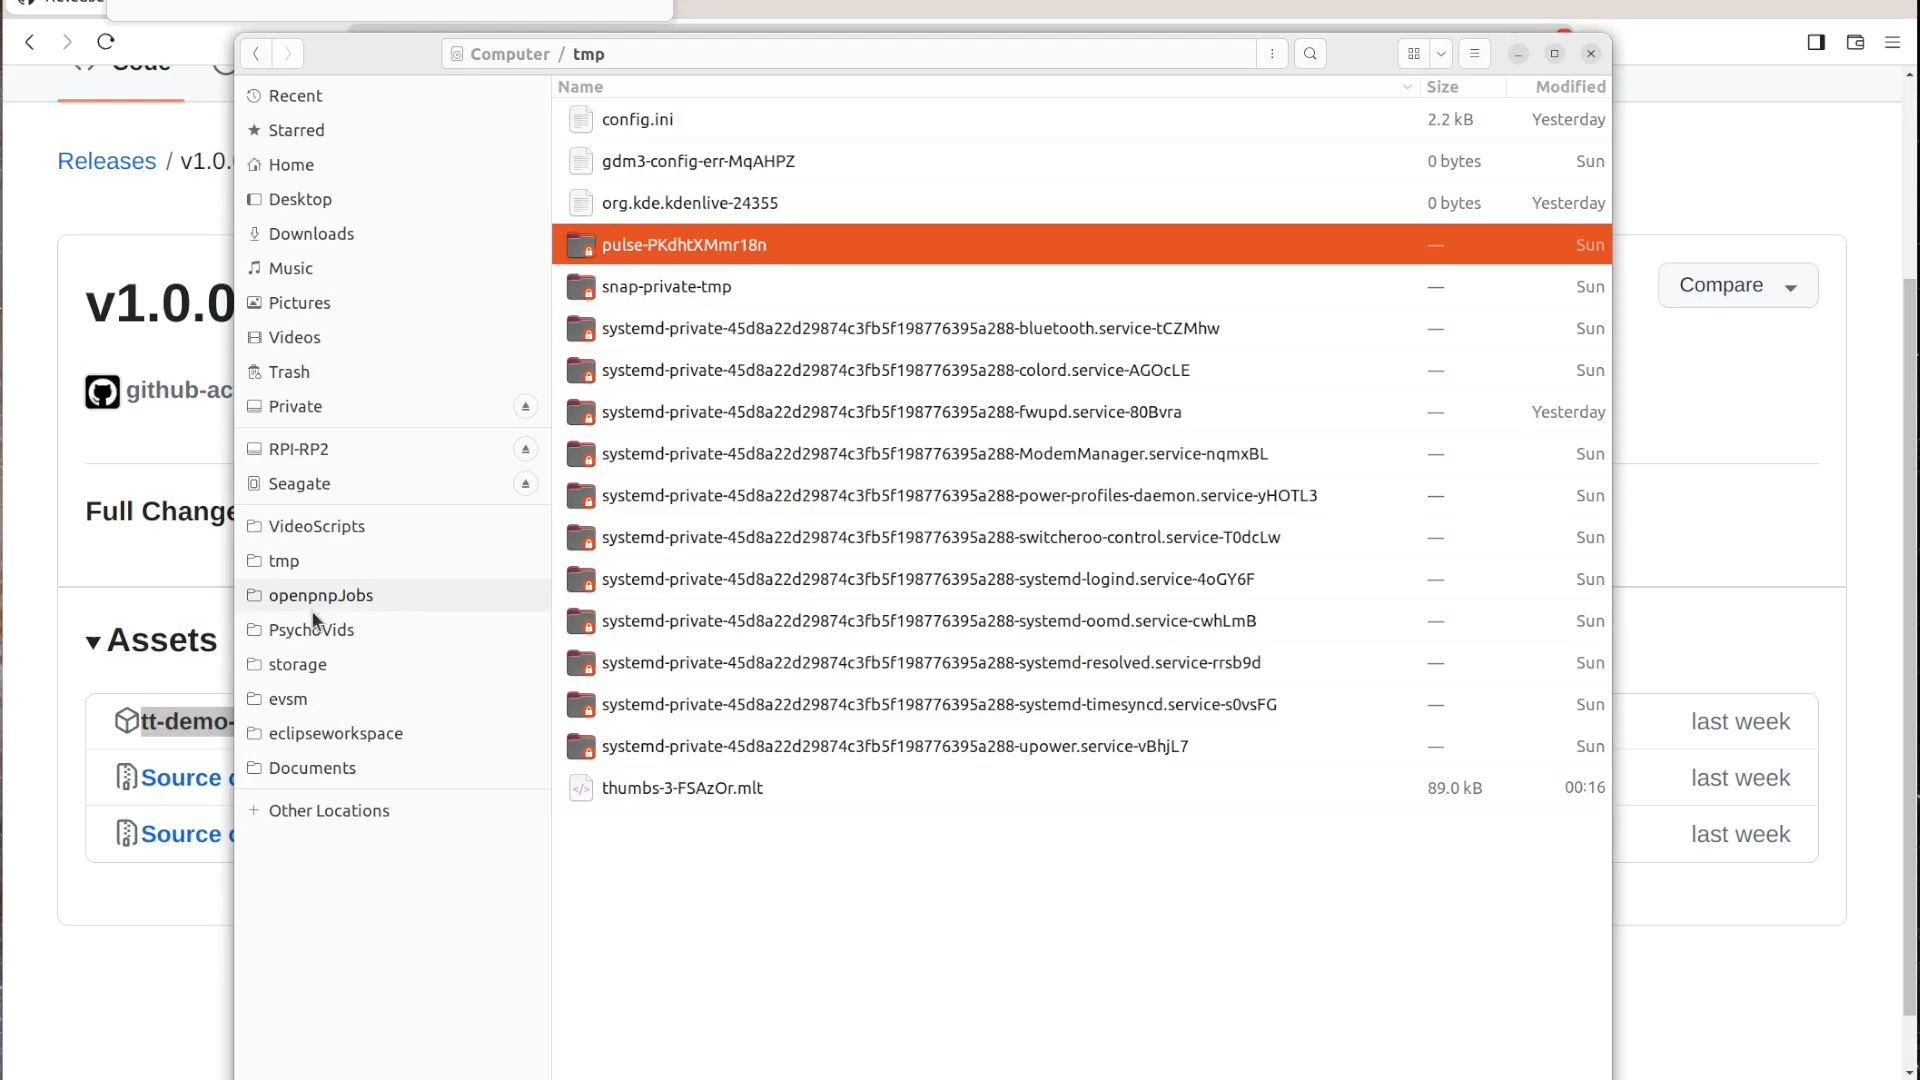 Computer / tmp
Name Size Modified
Recent
Starred
Home
Desktop
Downloads
Music
Pictures
Videos
Trash
Private
RPI-RP2
Seagate
VideoScripts
tmp
openpnpJobs
PsychoVids
storage
evsm
eclipseworkspace
Documents
Other Locations
config.ini 2.2 kB Yesterday
gdm3-config-err-MqAHPZ 0 bytes Sun
org.kde.kdenlive-24355 0 bytes Yesterday
pulse-PKdhtXMmr18n — Sun
snap-private-tmp — Sun
systemd-private-45d8a22d29874c3fb5f198776395a288-bluetooth.service-tCZMhw — Sun
systemd-private-45d8a22d29874c3fb5f198776395a288-colord.service-AGOcLE — Sun
systemd-private-45d8a22d29874c3fb5f198776395a288-fwupd.service-80Bvra — Yesterday
systemd-private-45d8a22d29874c3fb5f198776395a288-ModemManager.service-nqmxBL — Sun
systemd-private-45d8a22d29874c3fb5f198776395a288-power-profiles-daemon.service-yHOTL3 — Sun
systemd-private-45d8a22d29874c3fb5f198776395a288-switcheroo-control.service-T0dcLw — Sun
systemd-private-45d8a22d29874c3fb5f198776395a288-systemd-logind.service-4oGY6F — Sun
systemd-private-45d8a22d29874c3fb5f198776395a288-systemd-oomd.service-cwhLmB — Sun
systemd-private-45d8a22d29874c3fb5f198776395a288-systemd-resolved.service-rrsb9d — Sun
systemd-private-45d8a22d29874c3fb5f198776395a288-systemd-timesyncd.service-s0vsFG — Sun
systemd-private-45d8a22d29874c3fb5f198776395a288-upower.service-vBhjL7 — Sun
thumbs-3-FSAzOr.mlt 89.0 kB 00:16
Code
Releases / v1.0.
v1.0.0
Compare
github-ac
Full Change
Assets
tt-demo- last week
Source last week
Source last week